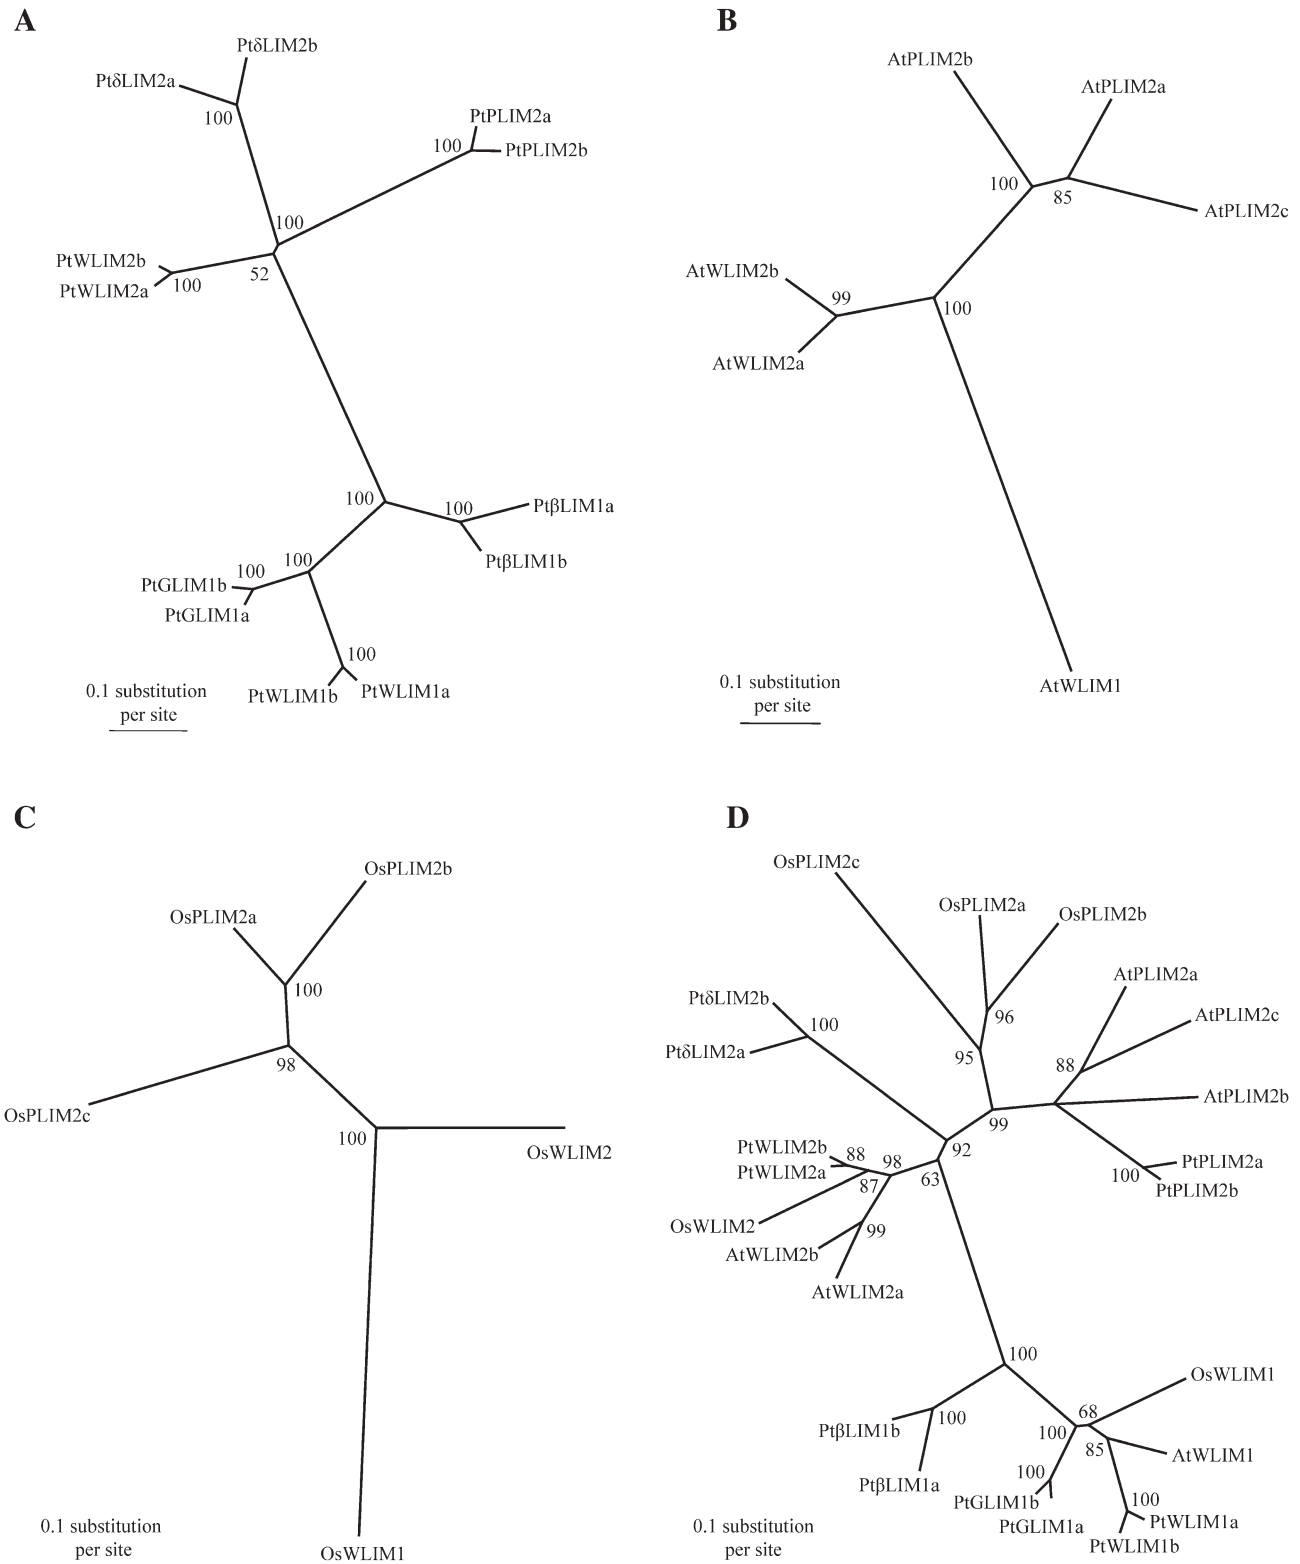 A
PtδLIM2b
PtδLIM2a
100
PtPLIM2a
100
PtPLIM2b
100
PtWLIM2b
52
100
PtWLIM2a
100
100
PtβLIM1a
100
PtβLIM1b
100
PtGLIM1b
PtGLIM1a
100
PtWLIM1b
PtWLIM1a
0.1 substitution
per site
B
AtPLIM2b
AtPLIM2a
100
85
AtPLIM2c
AtWLIM2b
99
100
AtWLIM2a
AtWLIM1
0.1 substitution
per site
C
OsPLIM2b
OsPLIM2a
100
98
OsPLIM2c
100
OsWLIM2
0.1 substitution
per site
OsWLIM1
D
OsPLIM2c
OsPLIM2a
OsPLIM2b
AtPLIM2a
PtδLIM2b
100
96
AtPLIM2c
PtδLIM2a
95
88
AtPLIM2b
99
PtWLIM2b
88
98
92
PtWLIM2a
87
63
PtPLIM2a
100
PtPLIM2b
OsWLIM2
99
AtWLIM2b
AtWLIM2a
100
OsWLIM1
68
100
100
PtβLIM1b
85
AtWLIM1
PtβLIM1a
100
PtGLIM1b
100
PtGLIM1a
PtWLIM1a
PtWLIM1b
0.1 substitution
per site